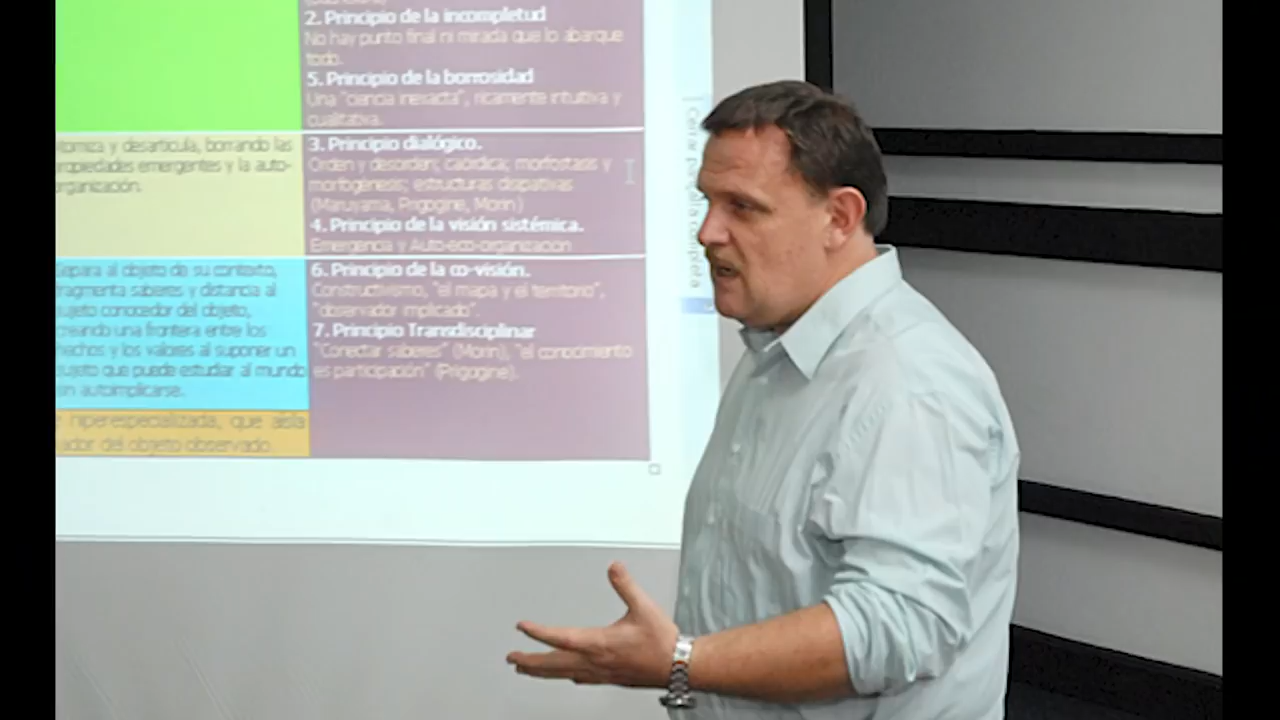 2. Principio de la incompletud
No hay punto final ni mirada que lo abarque
todo.
5. Principio de la borrosidad
Una "ciencia inexacta", ricamente intuitiva y
cualitativa.
tomiza y desarticula, borrando las
ropiedades emergentes y la auto-
organización.
3. Principio dialógico.
Orden y desorden; caórdica; morfostasis y
morfogénesis; estructuras disipativas
(Maruyama, Prigogine, Morin)
4. Principio de la visión sistémica.
Emergencia y Auto-eco-organización
Separa al objeto de su contexto,
fragmenta saberes y distancia al
sujeto conocedor del objeto,
creando una frontera entre los
hechos y los valores al suponer un
sujeto que puede estudiar al mundo
sin autoimplicarse.
6. Principio de la co-visión.
Constructivismo, "el mapa y el territorio",
"observador implicado".
7. Principio Transdisciplinar
"Conectar saberes" (Morin), "el conocimiento
es participación" (Prigogine).
e hiperespecializada, que aísla
vador del objeto observado
Cerrar pantalla completa